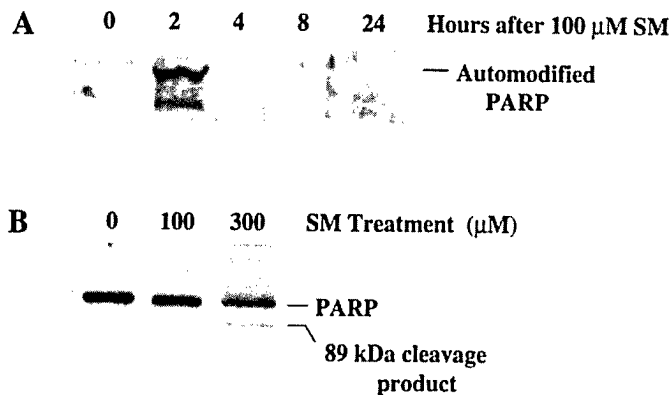 A 0 2 4 8 24 Hours after 100 µM SM
Automodified
PARP
B 0 100 300 SM Treatment (µM)
PARP
89 kDa cleavage
product